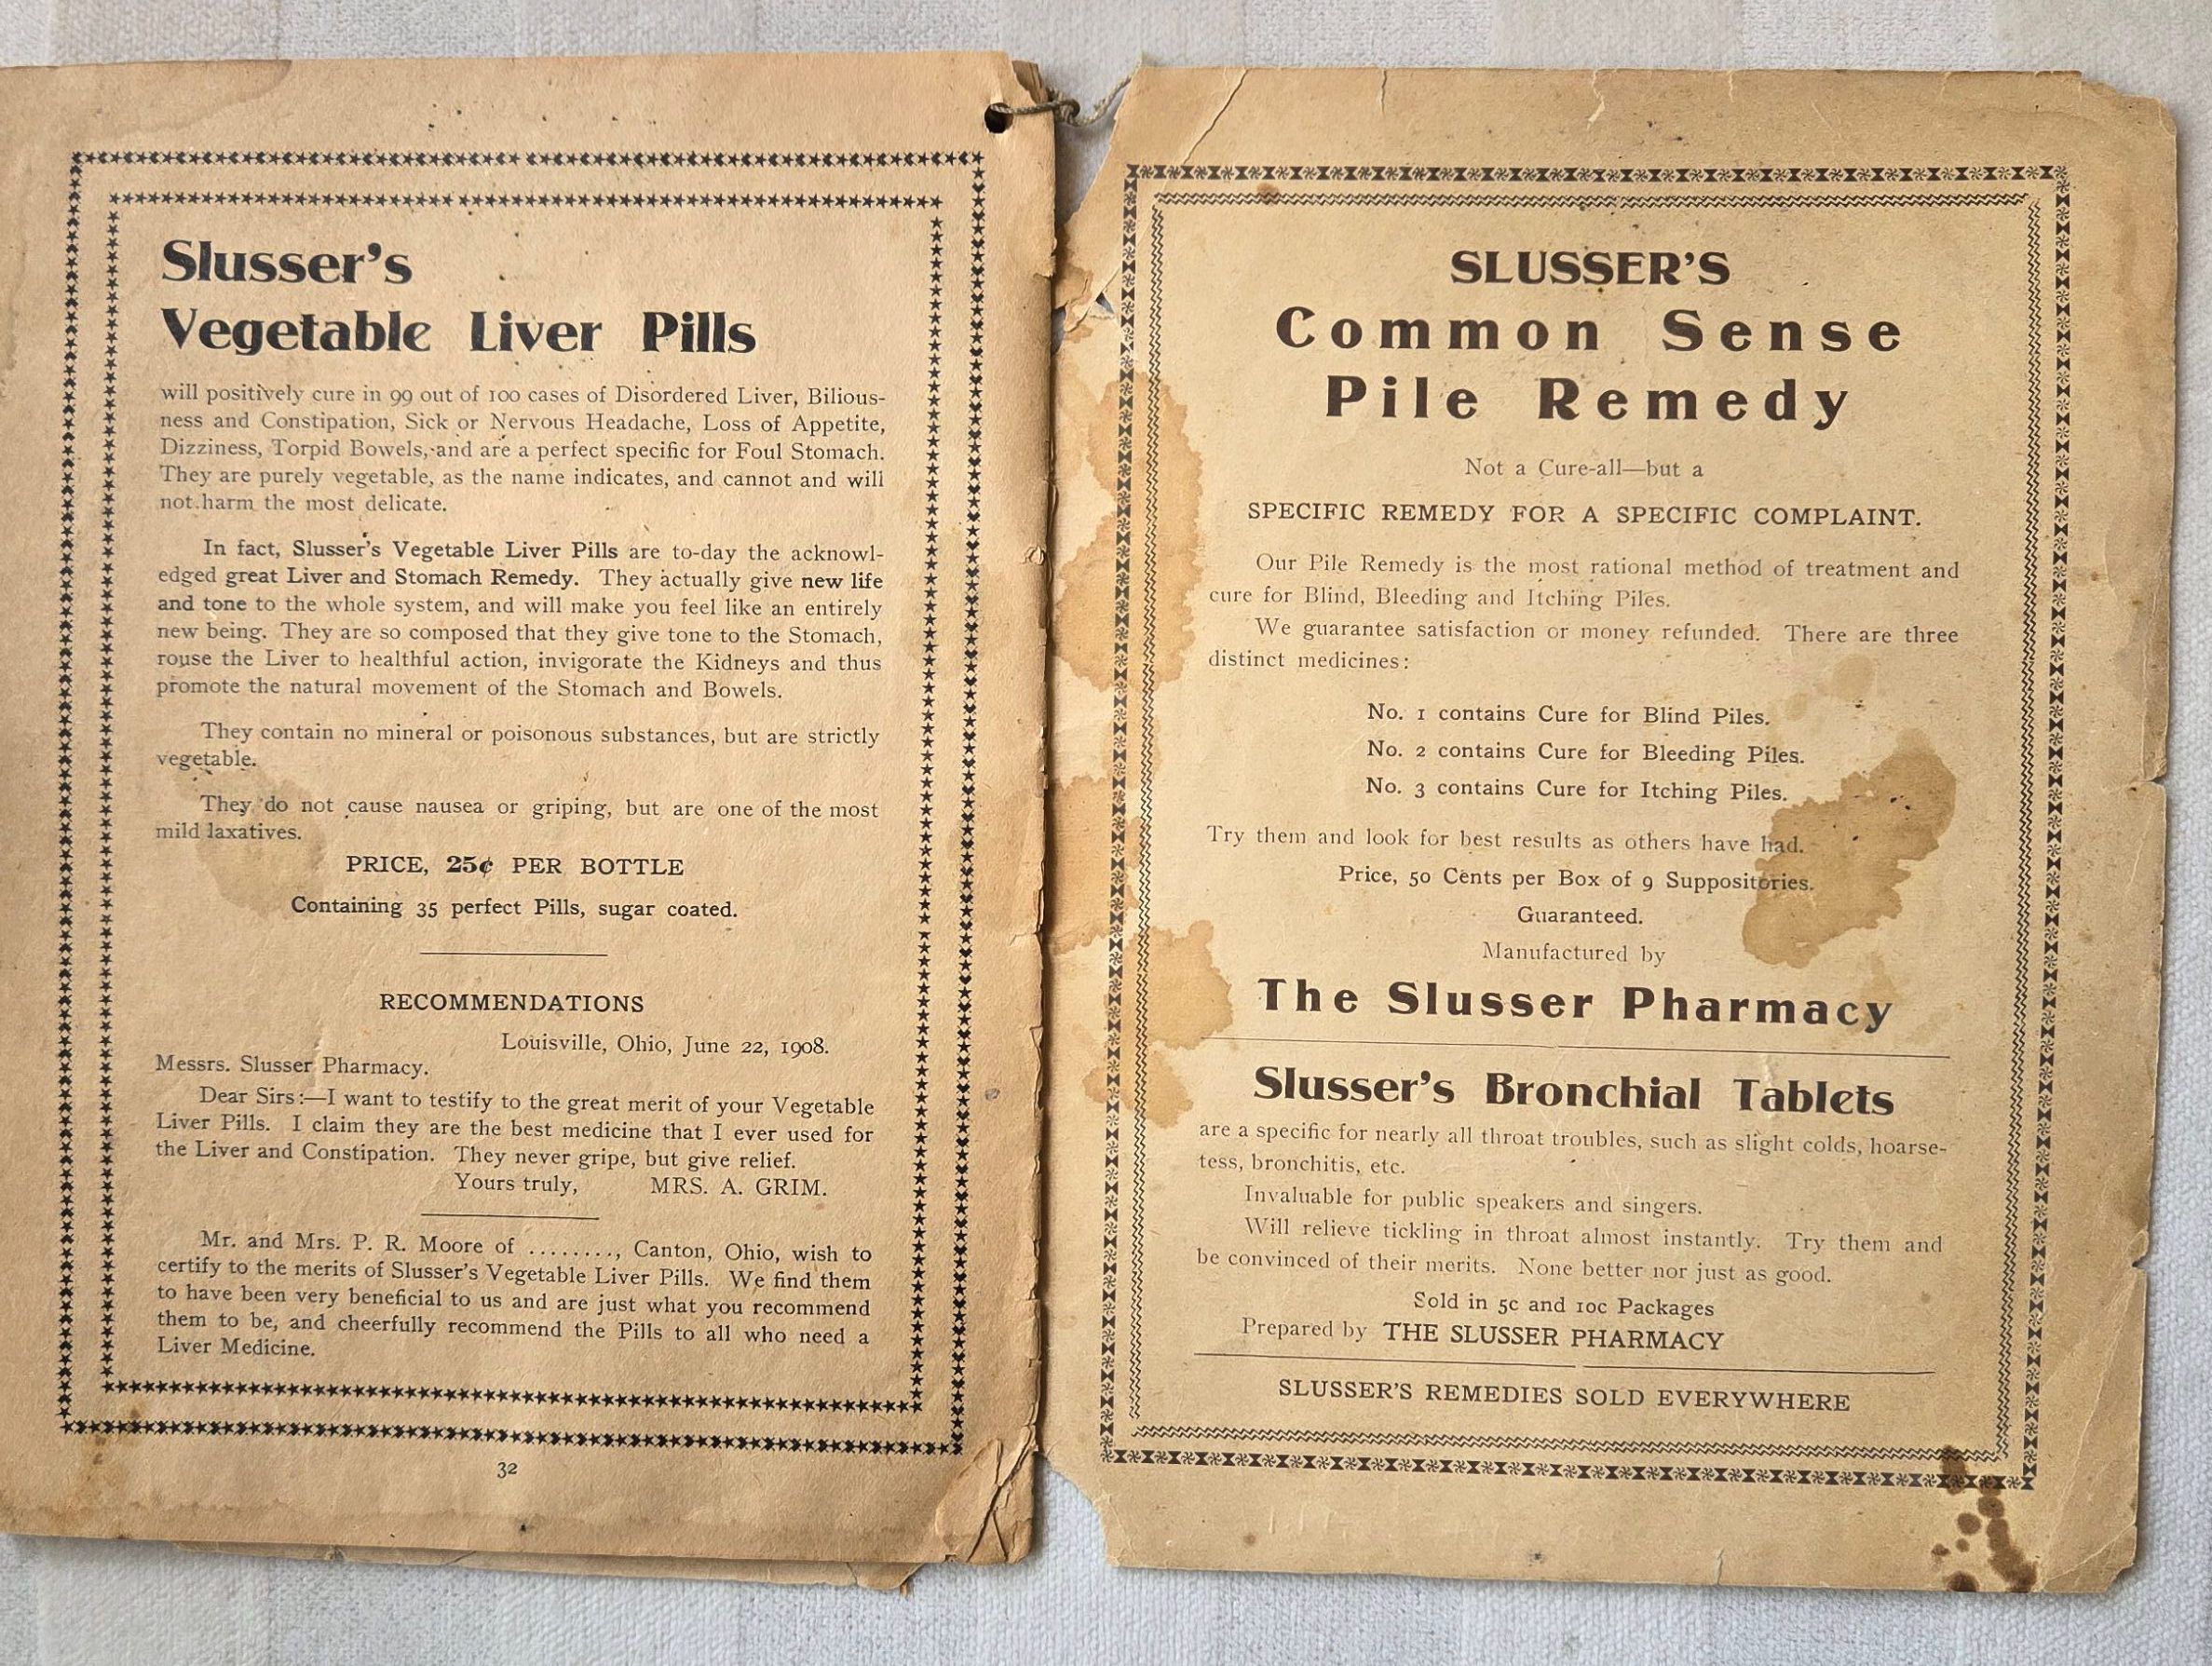 Slusser's
Vegetable Liver Pills
will positively cure in 99 out of 100 cases of Disordered Liver, Bilious-
ness and Constipation, Sick or Nervous Headache, Loss of Appetite,
Dizziness, Torpid Bowels, and are a perfect specific for Foul Stomach.
They are purely vegetable, as the name indicates, and cannot and will
not harm the most delicate.
In fact, Slusser's Vegetable Liver Pills are to-day the acknowl-
edged great Liver and Stomach Remedy. They actually give new life
and tone to the whole system, and will make you feel like an entirely
new being. They are so composed that they give tone to the Stomach,
rouse the Liver to healthful action, invigorate the Kidneys and thus
promote the natural movement of the Stomach and Bowels.
They contain no mineral or poisonous substances, but are strictly
vegetable.
They do not cause nausea or griping, but are one of the most
mild laxatives.
PRICE, 25¢ PER BOTTLE
Containing 35 perfect Pills, sugar coated.
RECOMMENDATIONS
Louisville, Ohio, June 22, 1908.
Messrs. Slusser Pharmacy.
Dear Sirs:—I want to testify to the great merit of your Vegetable
Liver Pills. I claim they are the best medicine that I ever used for
the Liver and Constipation. They never gripe, but give relief.
Yours truly, MRS. A. GRIM.
Mr. and Mrs. P. R. Moore of ........, Canton, Ohio, wish to
certify to the merits of Slusser's Vegetable Liver Pills. We find them
to have been very beneficial to us and are just what you recommend
them to be, and cheerfully recommend the Pills to all who need a
Liver Medicine.
32
SLUSSER'S
Common Sense
Pile Remedy
Not a Cure-all—but a
SPECIFIC REMEDY FOR A SPECIFIC COMPLAINT.
Our Pile Remedy is the most rational method of treatment and
cure for Blind, Bleeding and Itching Piles.
We guarantee satisfaction or money refunded. There are three
distinct medicines:
No. 1 contains Cure for Blind Piles.
No. 2 contains Cure for Bleeding Piles.
No. 3 contains Cure for Itching Piles.
Try them and look for best results as others have had.
Price, 50 Cents per Box of 9 Suppositories.
Guaranteed.
Manufactured by
The Slusser Pharmacy
Slusser's Bronchial Tablets
are a specific for nearly all throat troubles, such as slight colds, hoarse-
tess, bronchitis, etc.
Invaluable for public speakers and singers.
Will relieve tickling in throat almost instantly. Try them and
be convinced of their merits. None better nor just as good.
Sold in 5c and 10c Packages
Prepared by THE SLUSSER PHARMACY
SLUSSER'S REMEDIES SOLD EVERYWHERE